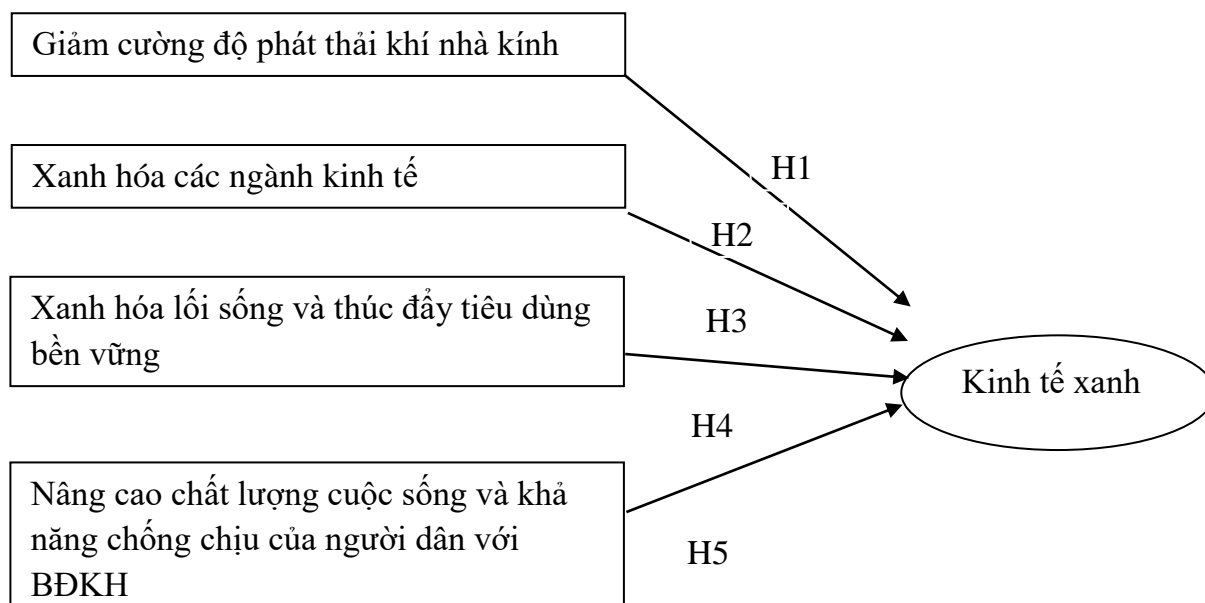 Giảm cường độ phát thải khí nhà kính
H1
Xanh hóa các ngành kinh tế
H2
Xanh hóa lối sống và thúc đẩy tiêu dùng
bền vững
H3
Kinh tế xanh
H4
Nâng cao chất lượng cuộc sống và khả
năng chống chịu của người dân với
BĐKH
H5